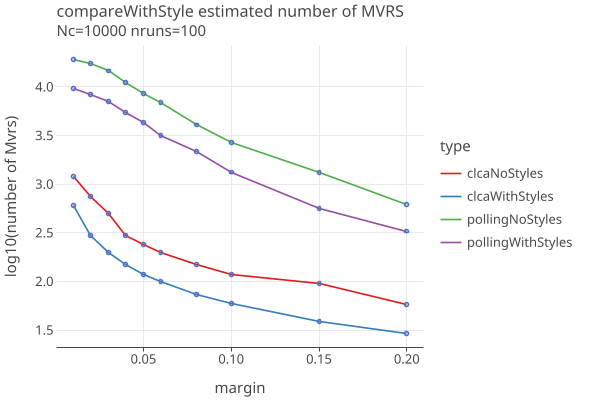 compareWithStyle estimated number of MVRS
Nc=10000 nruns=100
log10(number of Mvrs)
4.0
3.5
3.0
2.5
2.0
1.5
0.05
0.10
0.15
0.20
margin
type
clcaNoStyles
clcaWithStyles
pollingNoStyles
pollingWithStyles